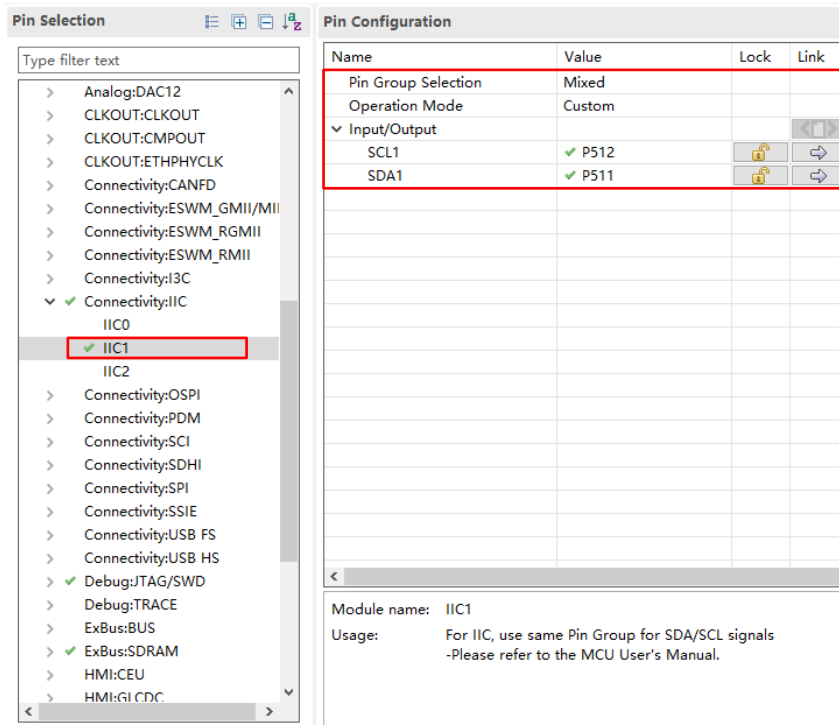 Pin Selection
Type filter text
Analog:DAC12
CLKOUT:CLKOUT
CLKOUT:CMPOUT
CLKOUT:ETHPHYCLK
Connectivity:CANFD
Connectivity:ESWM_GMII/MII
Connectivity:ESWM_RGMII
Connectivity:ESWM_RMII
Connectivity:I3C
Connectivity:IIC
IIC0
IIC1
IIC2
Connectivity:OSPI
Connectivity:PDM
Connectivity:SCI
Connectivity:SDHI
Connectivity:SPI
Connectivity:SSIE
Connectivity:USB FS
Connectivity:USB HS
Debug:JTAG/SWD
Debug:TRACE
ExBus:BUS
ExBus:SDRAM
HMI:CEU
HMI:GLCDC
Pin Configuration
Name Value Lock Link
Pin Group Selection Mixed
Operation Mode Custom
Input/Output
SCL1 P512
SDA1 P511
Module name: IIC1
Usage: For IIC, use same Pin Group for SDA/SCL signals
-Please refer to the MCU User's Manual.